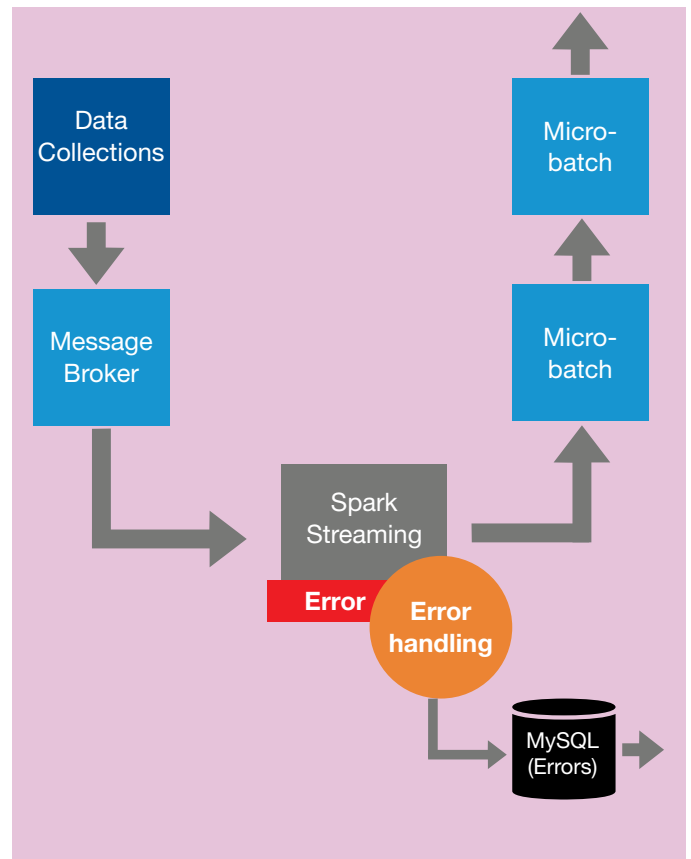 Data
Collections
Message
Broker
Spark
Streaming
Error
Error
handling
MySQL
(Errors)
Micro-
batch
Micro-
batch